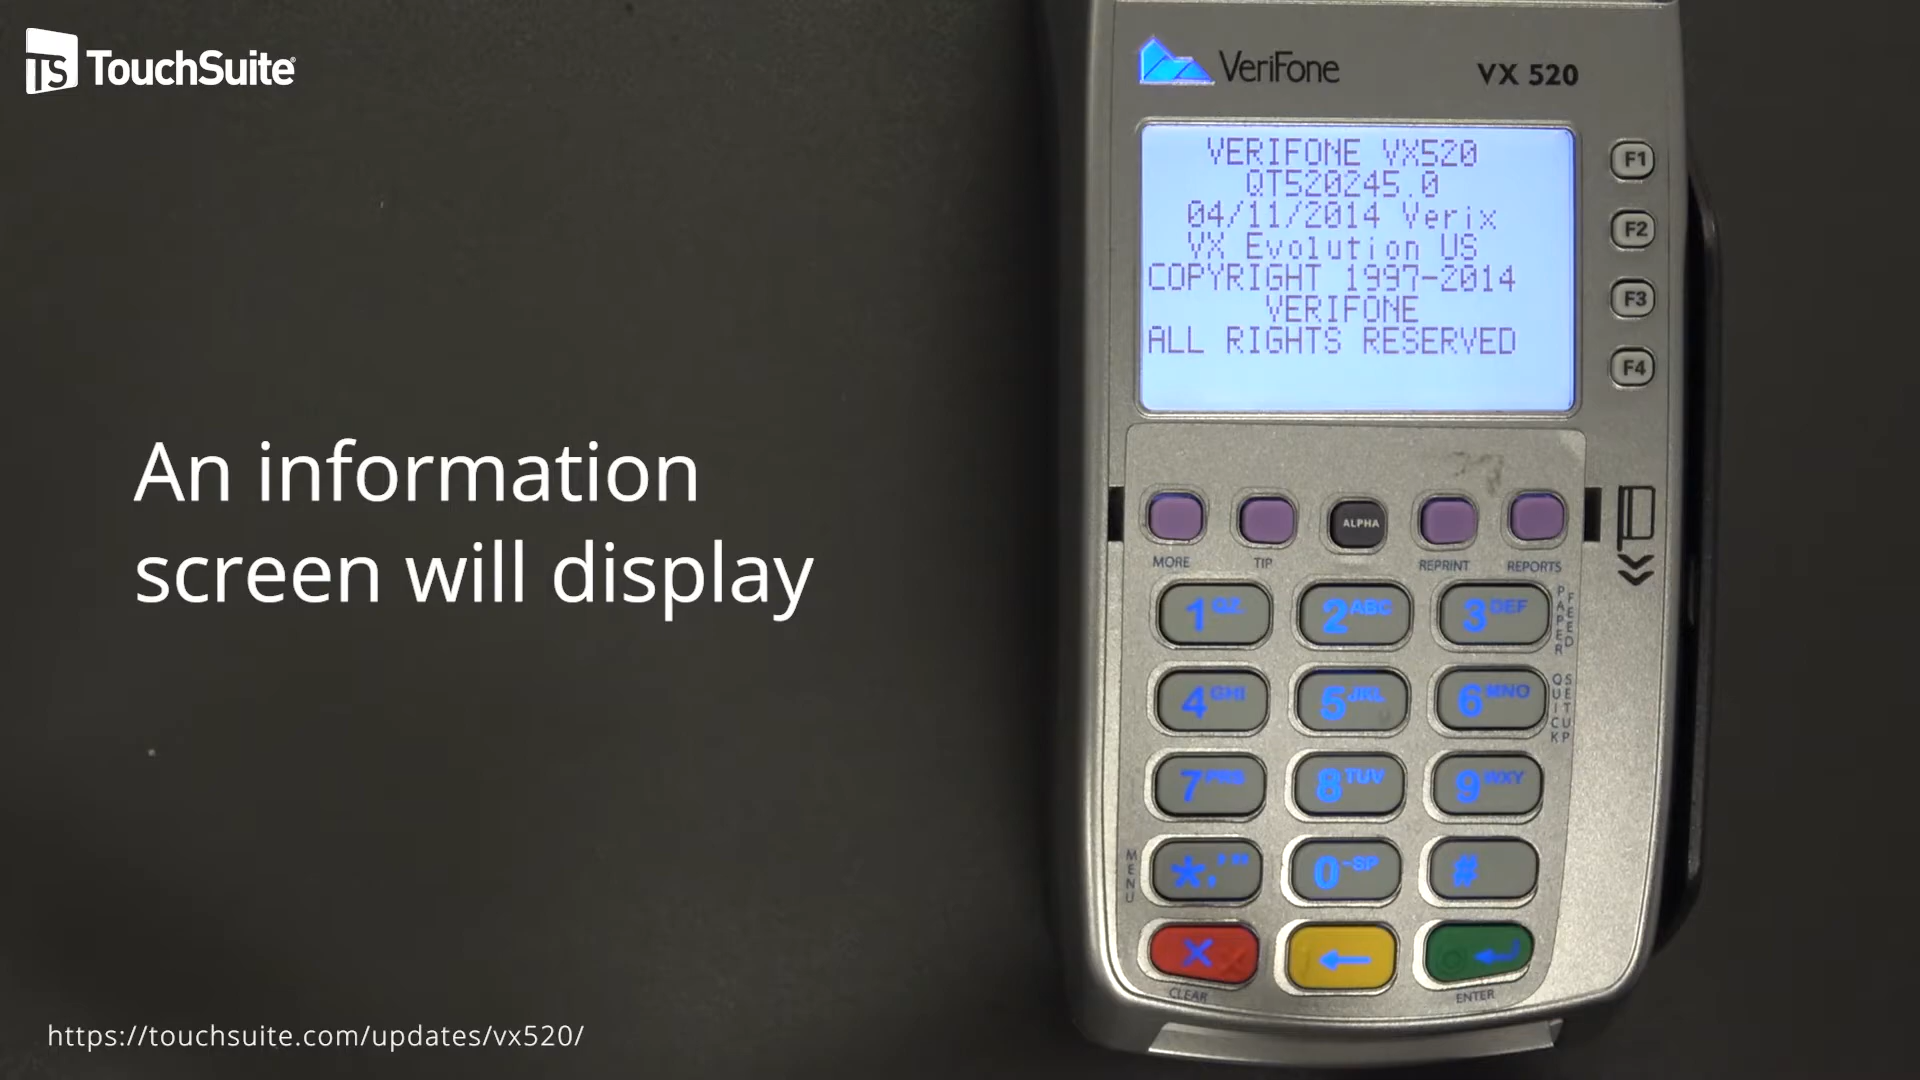 TS TouchSuite
VeriFone
VX 520
VERIFONE VX520
QT520245.0
04/11/2014 Verix
VX Evolution US
COPYRIGHT 1997-2014
VERIFONE
ALL RIGHTS RESERVED
F1
F2
F3
F4
An information
screen will display
ALPHA
MORE TIP REPRINT REPORTS
1 QZ. 2 ABC 3 DEF
PAPER FEED
4 GHI 5 JKL 6 MNO
QUICK SETUP
7 PRS 8 TUV 9 WXY
MENU
*,'" 0-SP #
CLEAR
ENTER
https://touchsuite.com/updates/vx520/